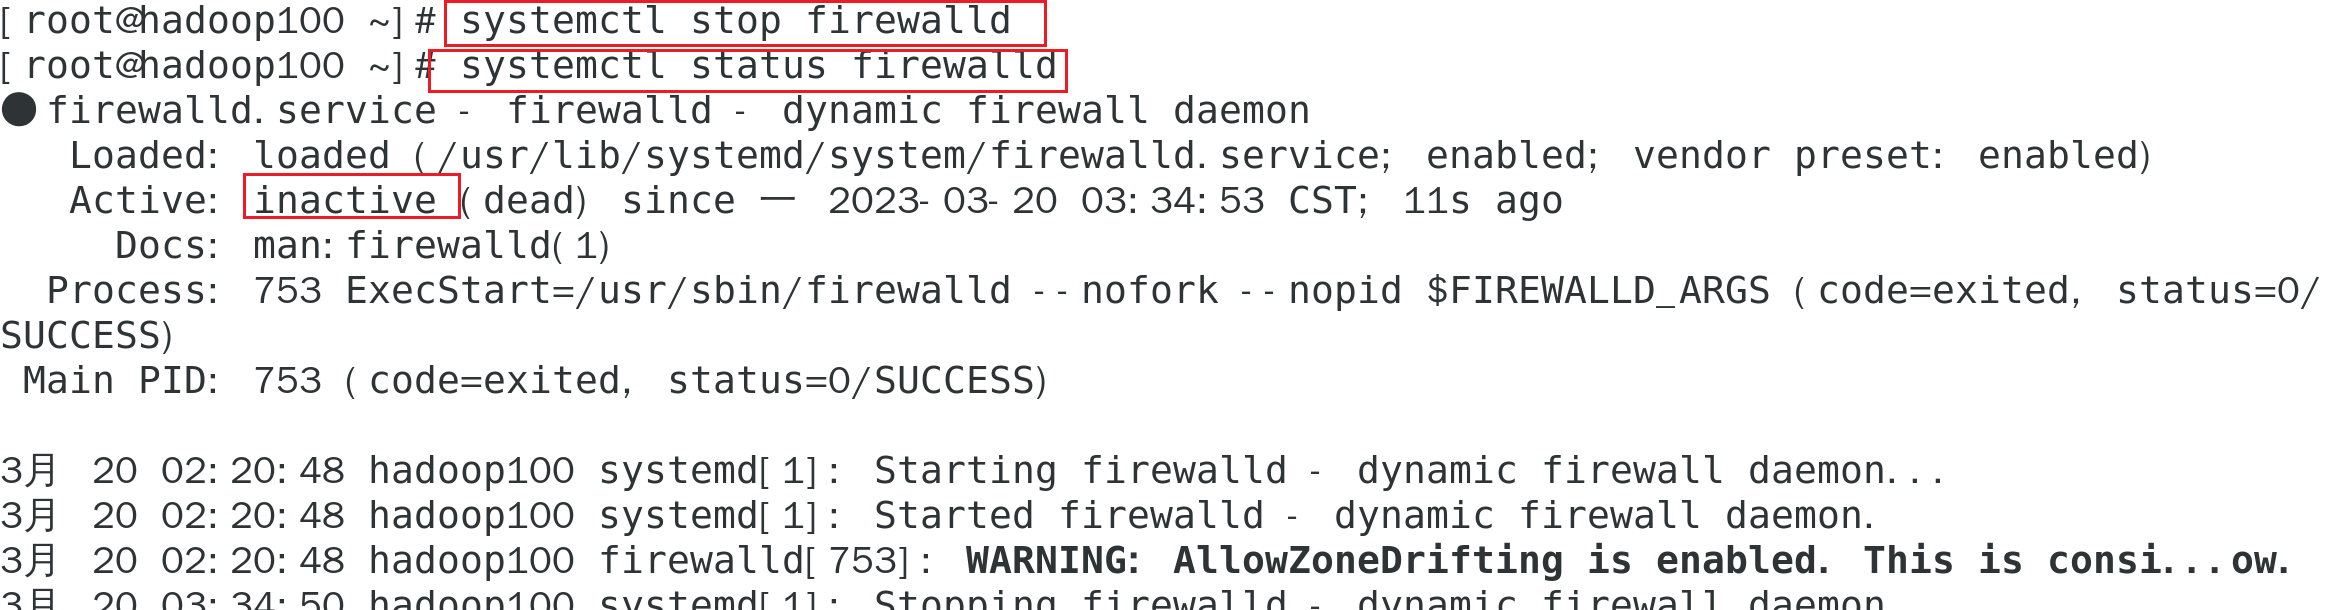 [root@hadoop100 ~]# systemctl stop firewalld
[root@hadoop100 ~]# systemctl status firewalld
● firewalld.service - firewalld - dynamic firewall daemon
   Loaded: loaded (/usr/lib/systemd/system/firewalld.service; enabled; vendor preset: enabled)
   Active: inactive (dead) since 一 2023-03-20 03:34:53 CST; 11s ago
     Docs: man:firewalld(1)
  Process: 753 ExecStart=/usr/sbin/firewalld --nofork --nopid $FIREWALLD_ARGS (code=exited, status=0/
SUCCESS)
 Main PID: 753 (code=exited, status=0/SUCCESS)

3月 20 02:20:48 hadoop100 systemd[1]: Starting firewalld - dynamic firewall daemon...
3月 20 02:20:48 hadoop100 systemd[1]: Started firewalld - dynamic firewall daemon.
3月 20 02:20:48 hadoop100 firewalld[753]: WARNING: AllowZoneDrifting is enabled. This is consi...ow.
3月 20 03:34:50 hadoop100 systemd[1]: Stopping firewalld - dynamic firewall daemon